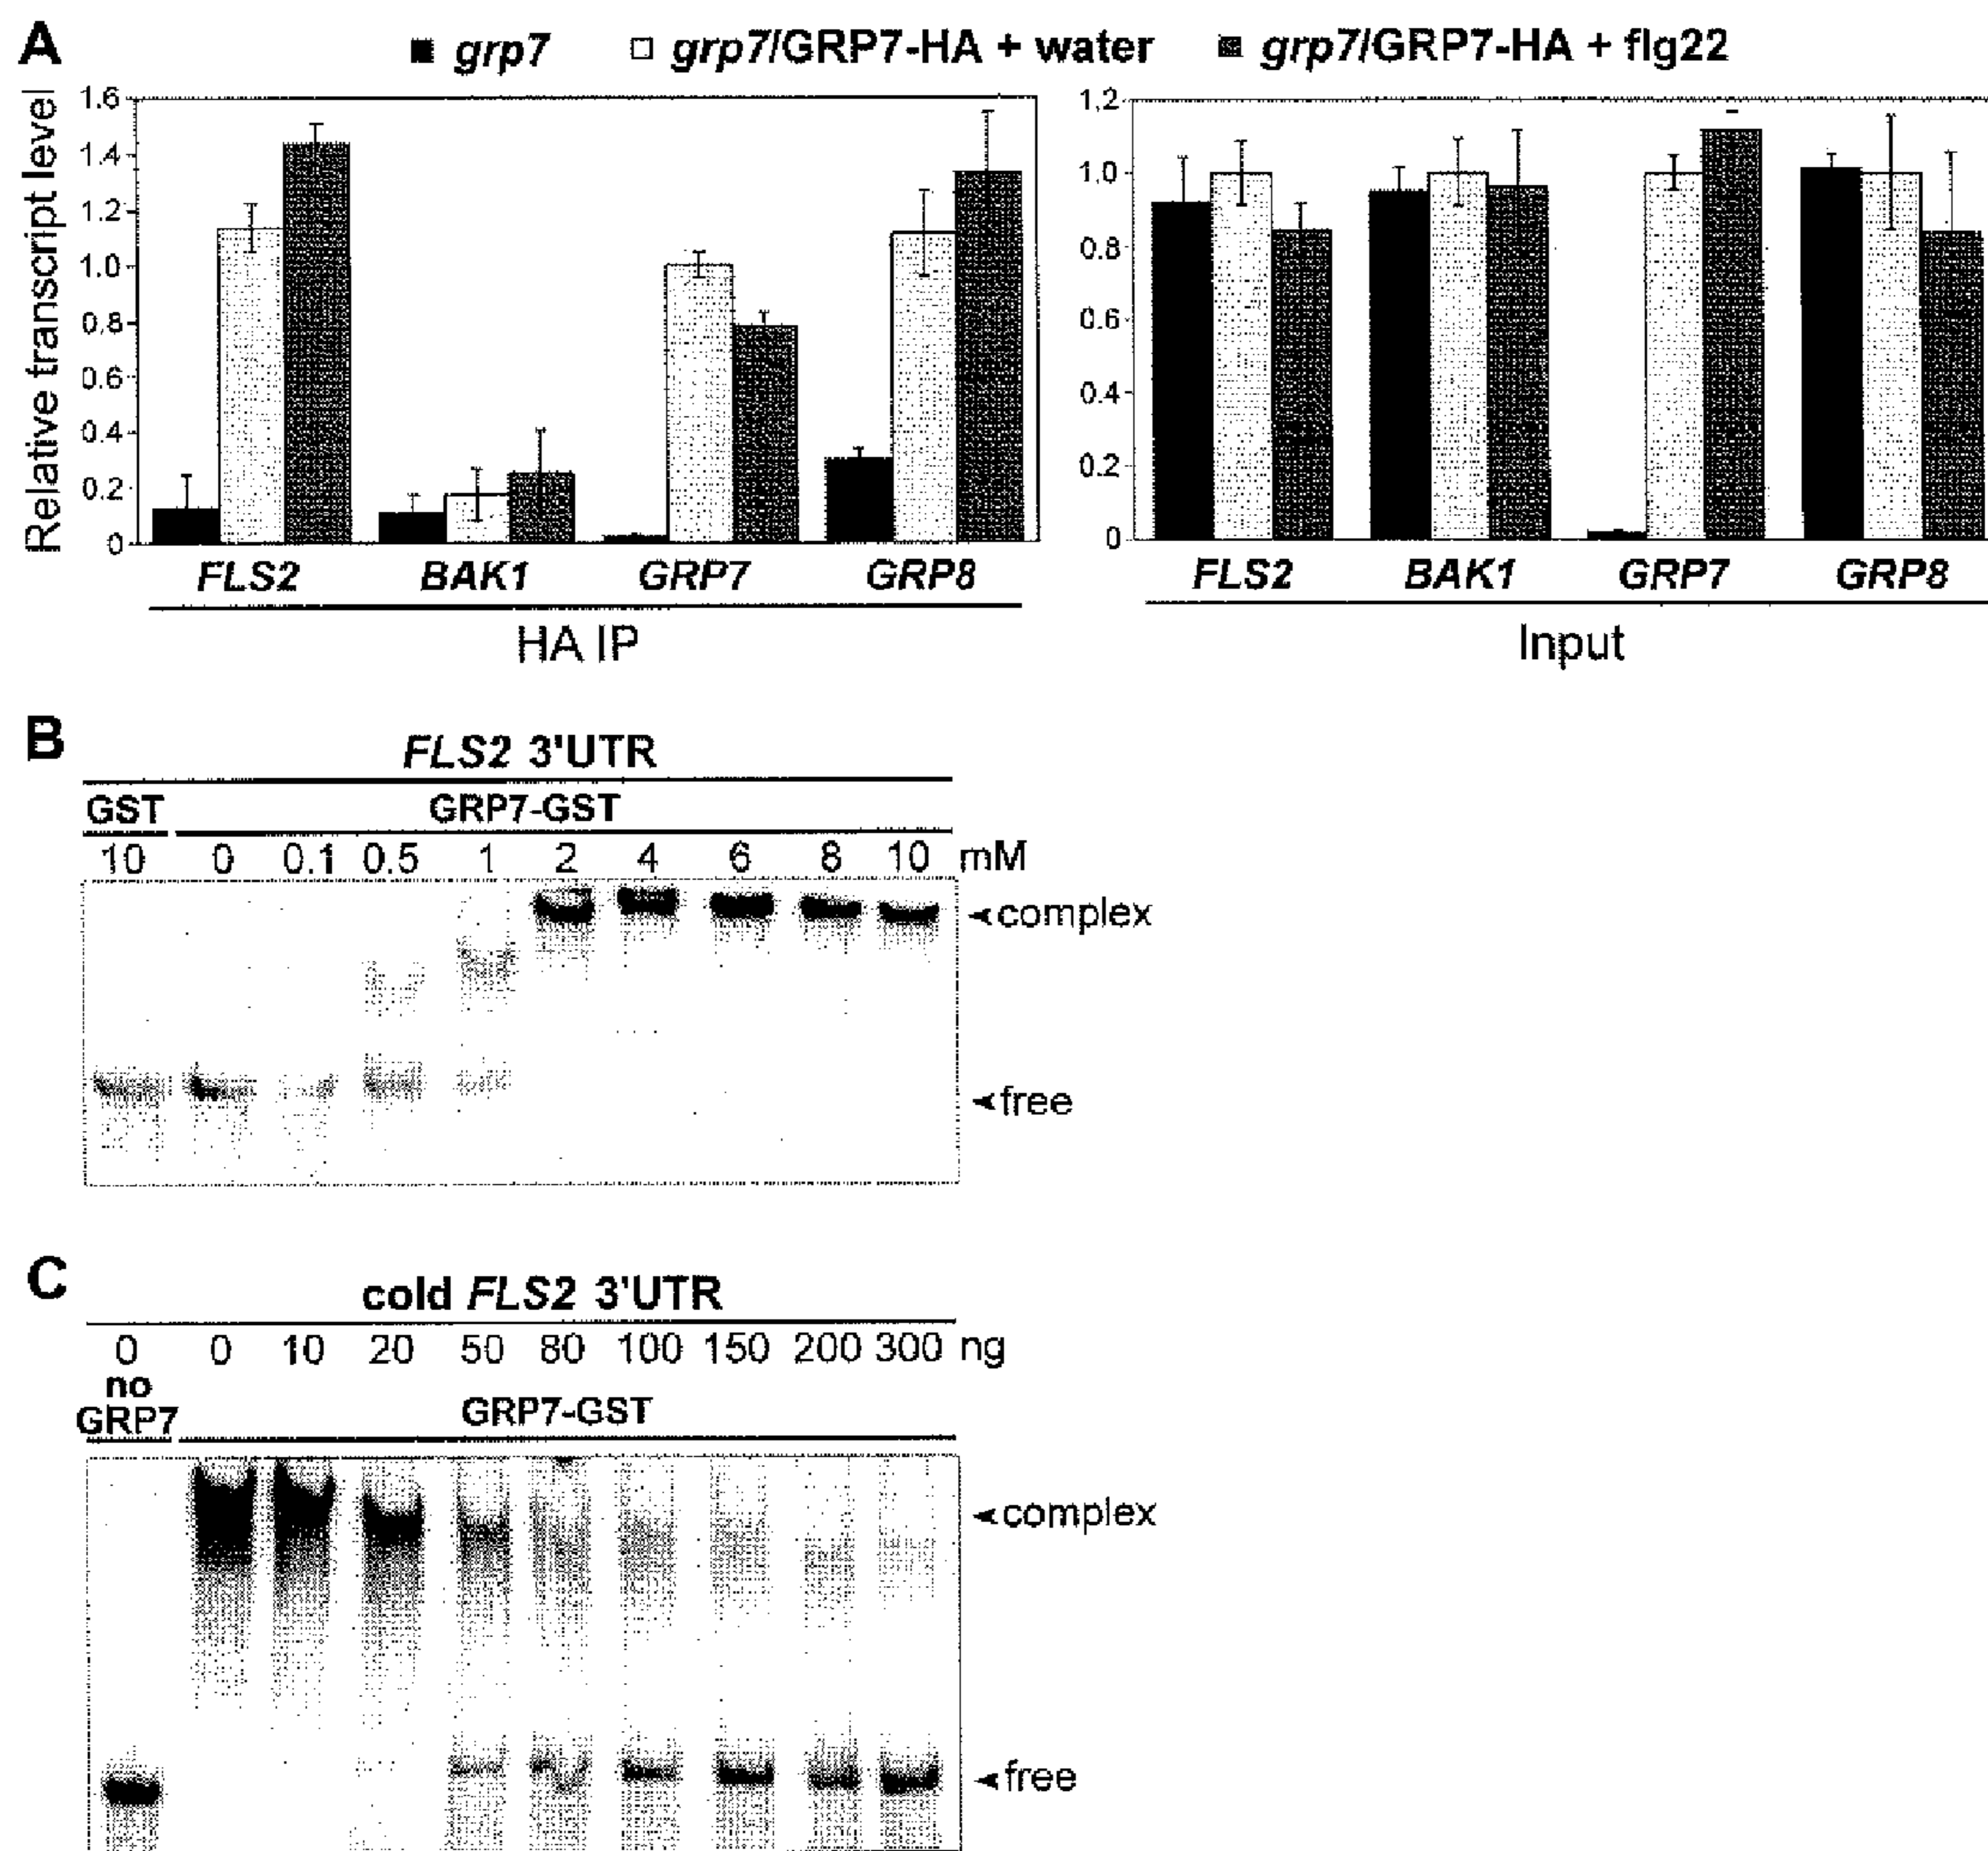 A
grp7 grp7/GRP7-HA + water grp7/GRP7-HA + flg22
Relative transcript level
1.6
1.4
1.2
1.0
0.8
0.6
0.4
0.2
0
FLS2 BAK1 GRP7 GRP8
HA IP
1.2
1.0
0.8
0.6
0.4
0.2
0
FLS2 BAK1 GRP7 GRP8
Input
B
FLS2 3'UTR
GST GRP7-GST
10 0 0.1 0.5 1 2 4 6 8 10 mM
complex
free
C
cold FLS2 3'UTR
0 0 10 20 50 80 100 150 200 300 ng
no
GRP7 GRP7-GST
complex
free